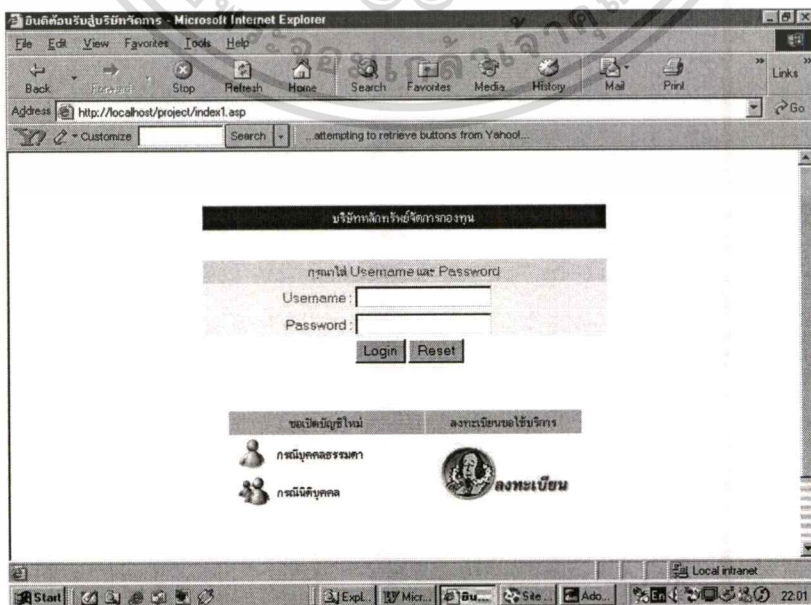 ยินดีต้อนรับสู่บริษัทจัดการ - Microsoft Internet Explorer
File Edit View Favorites Tools Help
Back Forward Stop Refresh Home Search Favorites Media History Mail Print Links
Address http://localhost/project/index1.asp Go
Customize Search ...attempting to retrieve buttons from Yahoo!...
บริษัทหลักทรัพย์จัดการกองทุน
กรุณาใส่ Username และ Password
Username :
Password :
Login Reset
ขอเปิดบัญชีใหม่ ลงทะเบียนขอใช้บริการ
กรณีบุคคลธรรมดา
ลงทะเบียน
กรณีนิติบุคคล
Local intranet
Start Expl... Micr... ยิน... Site ... Ado... En 22:01